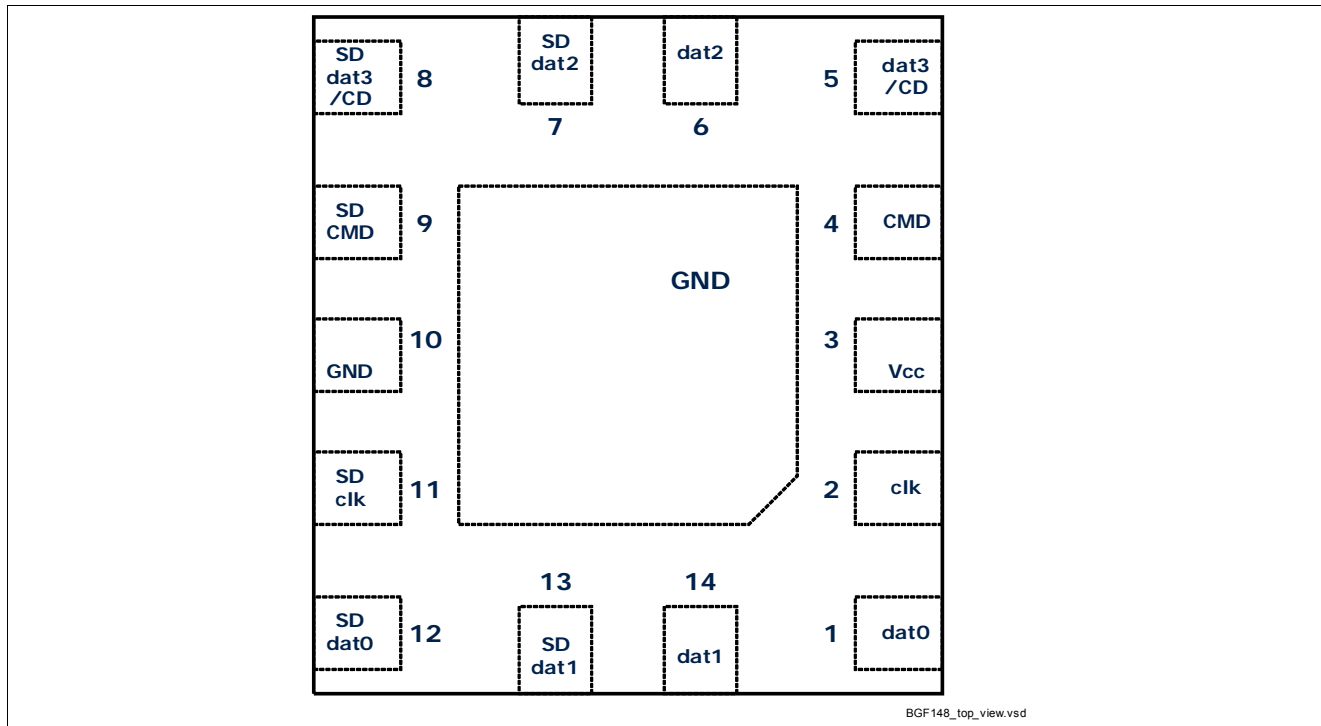 SD
dat3
/CD
8
SD
dat2
7
dat2
6
5
dat3
/CD
SD
CMD
9
4
CMD
GND
10
GND
3
Vcc
SD
clk
11
2
clk
SD
dat0
12
13
SD
dat1
14
dat1
1
dat0
BGF148_top_view.vsd